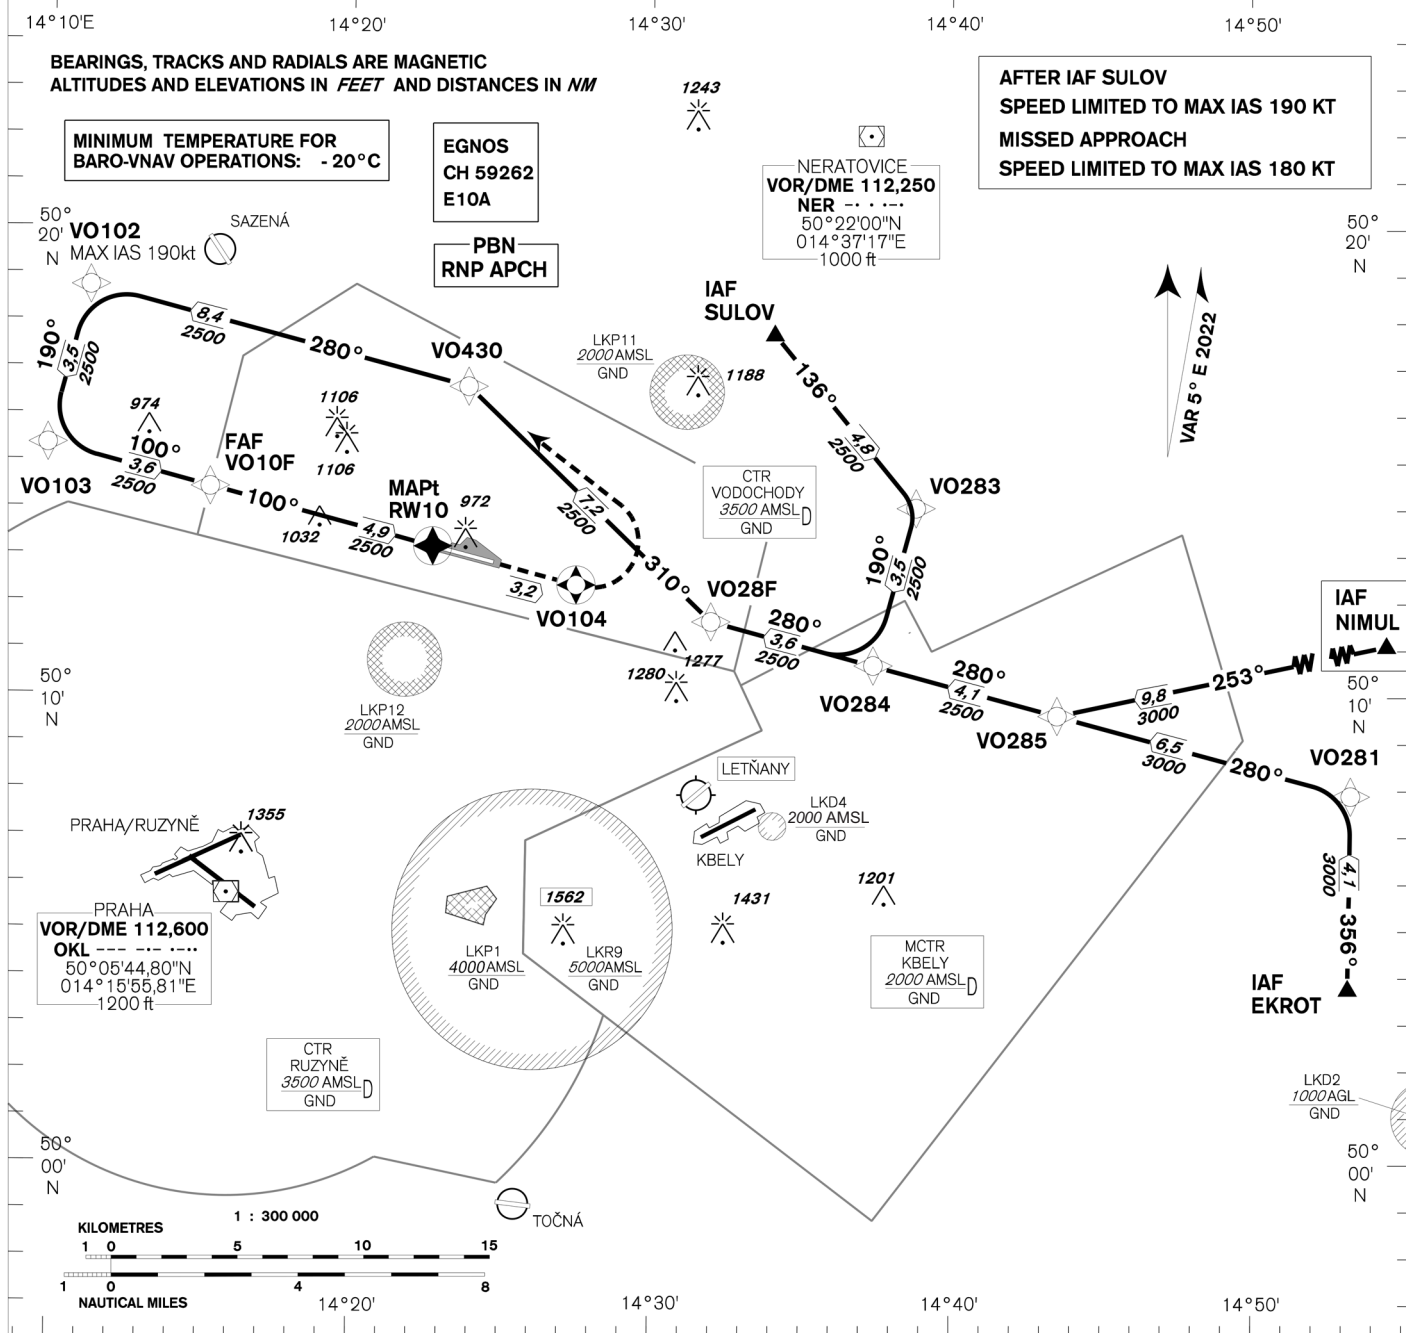 14°10'E
14°20'
14°30'
14°40'
14°50'
BEARINGS, TRACKS AND RADIALS ARE MAGNETIC
ALTITUDES AND ELEVATIONS IN FEET AND DISTANCES IN NM
MINIMUM TEMPERATURE FOR
BARO-VNAV OPERATIONS: - 20°C
EGNOS
CH 59262
E10A
PBN
RNP APCH
AFTER IAF SULOV
SPEED LIMITED TO MAX IAS 190 KT
MISSED APPROACH
SPEED LIMITED TO MAX IAS 180 KT
1243
NERATOVICE
VOR/DME 112,250
NER -· · ·-·
50°22'00"N
014°37'17"E
1000 ft
50°
20'
N
VO102
MAX IAS 190kt
SAZENÁ
50°
20'
N
IAF
SULOV
VAR 5° E 2022
8,4
2500
280°
VO430
190°
3,5
2500
LKP11
2000 AMSL
GND
1188
136°
4,8
2500
974
1106
1106
100°
3,6
2500
FAF
VO10F
VO103
100°
MAPt
RW10
972
1032
4,9
2500
7,2
2500
CTR
VODOCHODY
3500 AMSL
D
GND
VO283
190°
3,5
2500
3,2
VO104
310°
VO28F
280°
3,6
2500
1277
1280
VO284
280°
4,1
2500
VO285
IAF
NIMUL
253°
9,8
3000
6,5
3000
280°
VO281
50°
10'
N
50°
10'
N
LKP12
2000 AMSL
GND
LETŇANY
LKD4
2000 AMSL
GND
KBELY
PRAHA/RUZYNĚ
1355
4,1
3000
356°
IAF
EKROT
PRAHA
VOR/DME 112,600
OKL --- -·- ·-··
50°05'44,80"N
014°15'55,81"E
1200 ft
1562
1431
1201
LKP1
4000 AMSL
GND
LKR9
5000 AMSL
GND
MCTR
KBELY
2000 AMSL
D
GND
CTR
RUZYNĚ
3500 AMSL
D
GND
LKD2
1000 AGL
GND
50°
00'
N
50°
00'
N
TOČNÁ
1 : 300 000
KILOMETRES
1 0 5 10 15
1 0 4 8
NAUTICAL MILES
14°20'
14°30'
14°40'
14°50'